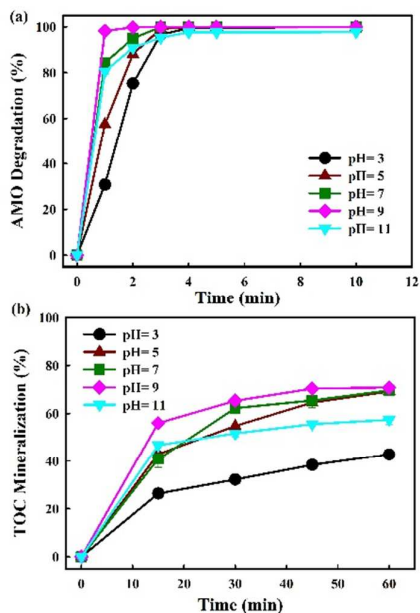 (a)
AMO Degradation (%)
100
80
60
40
20
0
pH= 3
pH= 5
pH= 7
pH= 9
pH= 11
0 2 4 6 8 10 12
Time (min)
(b)
TOC Mineralization (%)
100
80
60
40
20
0
pH= 3
pH= 5
pH= 7
pH= 9
pH= 11
0 10 20 30 40 50 60
Time (min)